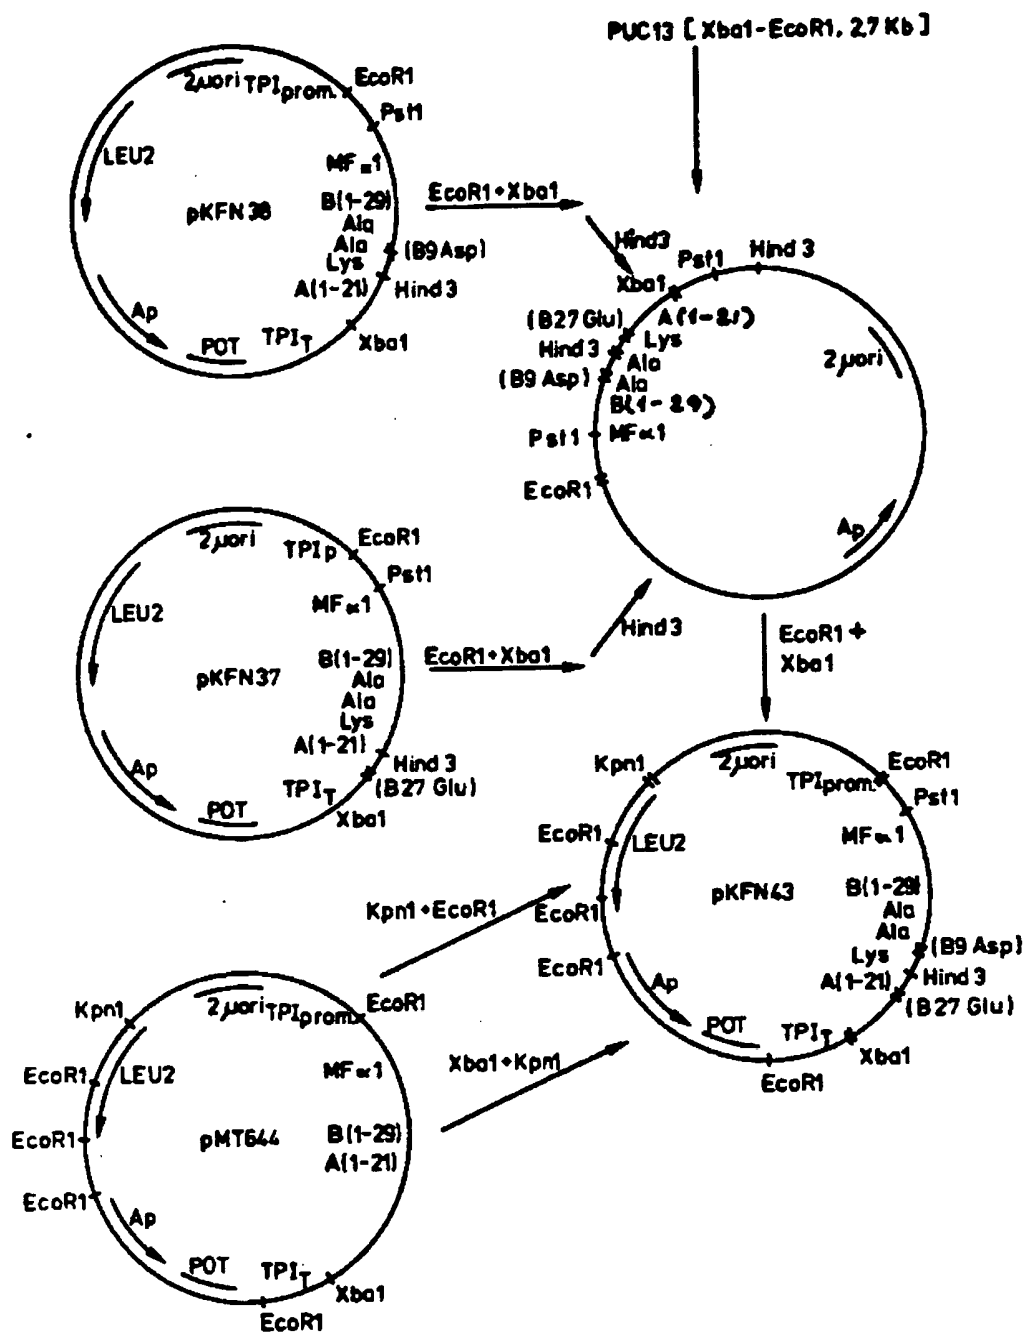 PUC13 [Xba1-EcoR1, 2.7 Kb]
2μori
TPIprom.
EcoR1
Pst1
LEU2
MFα1
pKFN38
B(1-29)
Ala
Ala
Lys
(B9 Asp)
A(1-21)
Hind3
Ap
POT
TPIT
Xba1
EcoR1+Xba1
Hind3
Xba1
Pst1
Hind 3
(B27 Glu)
A(1-21)
Lys
Hind 3
Ala
(B9 Asp)
Ala
B(1-29)
Pst1
MFα1
EcoR1
2μori
Ap
2μori
TPIp
EcoR1
Pst1
LEU2
MFα1
pKFN37
B(1-29)
Ala
Ala
Lys
A(1-21)
Hind 3
(B27 Glu)
Ap
POT
TPIT
Xba1
EcoR1+Xba1
Hind3
EcoR1+
Xba1
Kpn1
2μori
TPIprom.
EcoR1
Pst1
EcoR1
LEU2
MFα1
pKFN43
B(1-29)
Ala
Ala
Lys
(B9 Asp)
A(1-21)
Hind 3
(B27 Glu)
EcoR1
EcoR1
Ap
POT
TPIT
Xba1
EcoR1
Kpn1+EcoR1
Xba1+Kpn1
Kpn1
2μori
TPIprom.
EcoR1
EcoR1
LEU2
MFα1
EcoR1
pMT644
B(1-29)
A(1-21)
EcoR1
Ap
POT
TPIT
Xba1
EcoR1